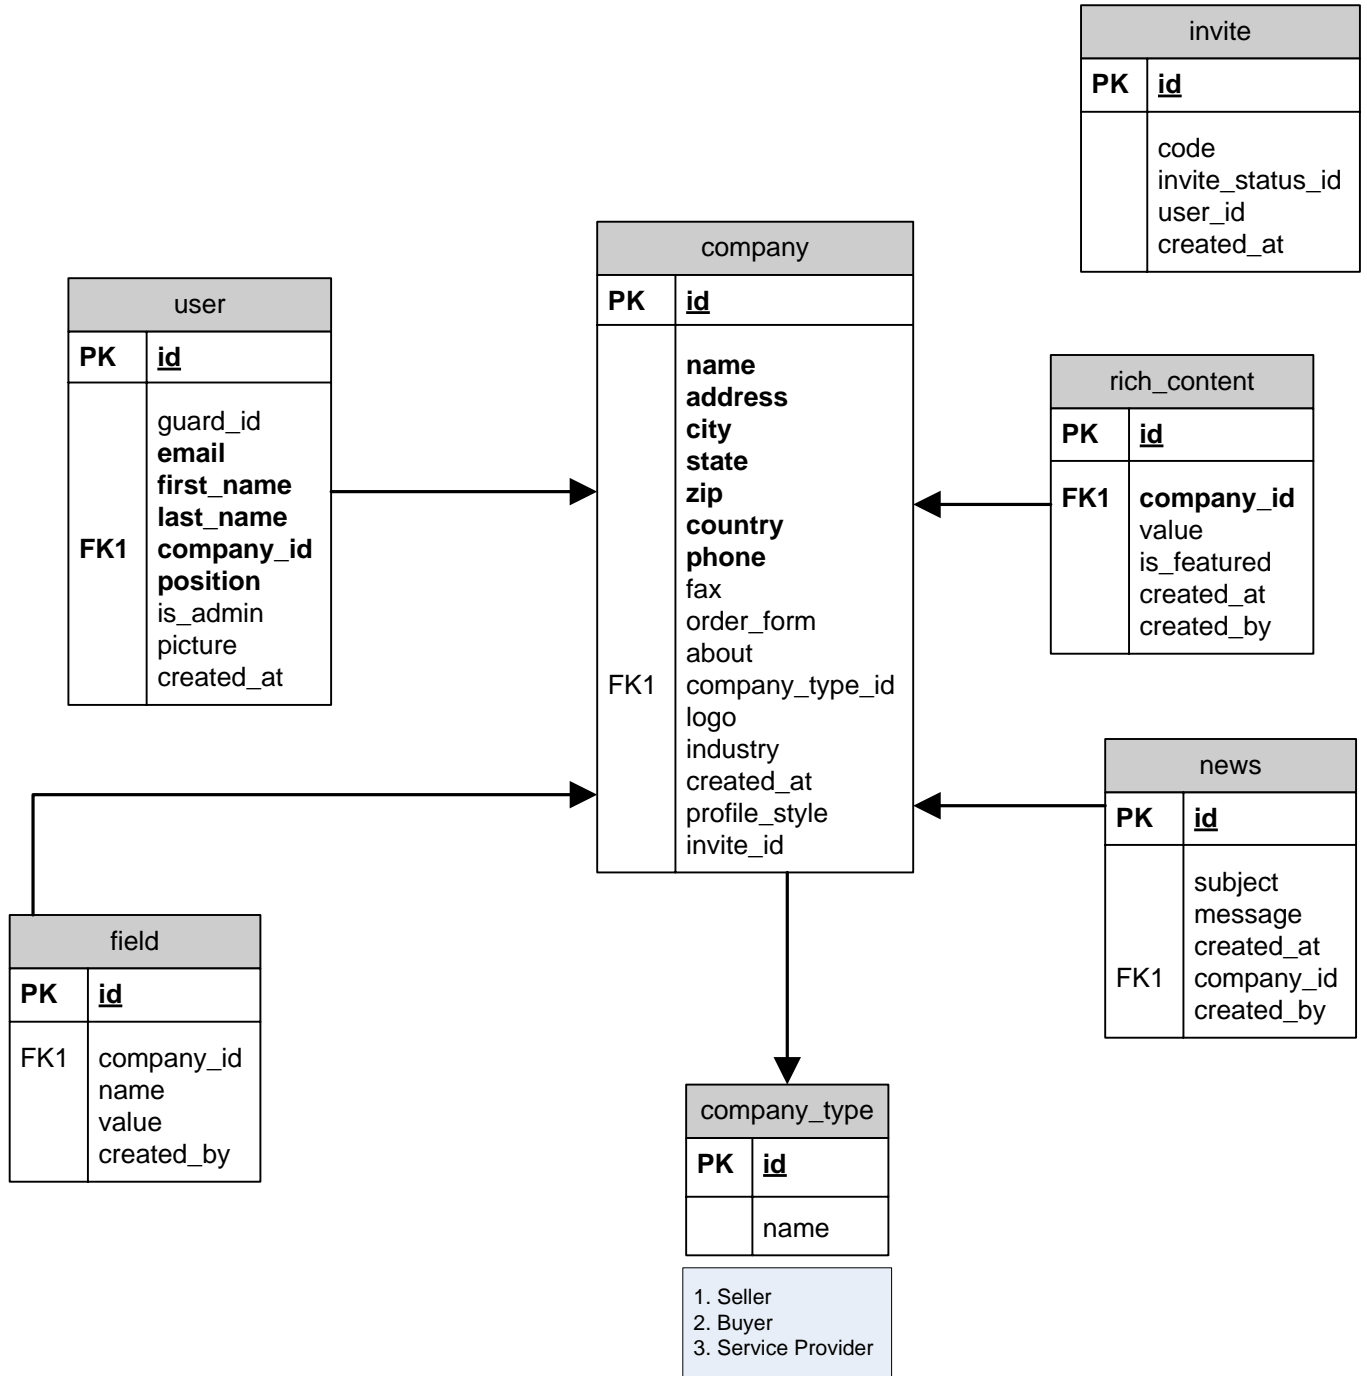 invite
PK id
code
invite_status_id
user_id
created_at
company
PK id
name
address
city
state
zip
country
phone
fax
order_form
about
FK1 company_type_id
logo
industry
created_at
profile_style
invite_id
user
PK id
guard_id
email
first_name
last_name
FK1 company_id
position
is_admin
picture
created_at
rich_content
PK id
FK1 company_id
value
is_featured
created_at
created_by
news
PK id
subject
message
created_at
FK1 company_id
created_by
field
PK id
FK1 company_id
name
value
created_by
company_type
PK id
name
1. Seller
2. Buyer
3. Service Provider